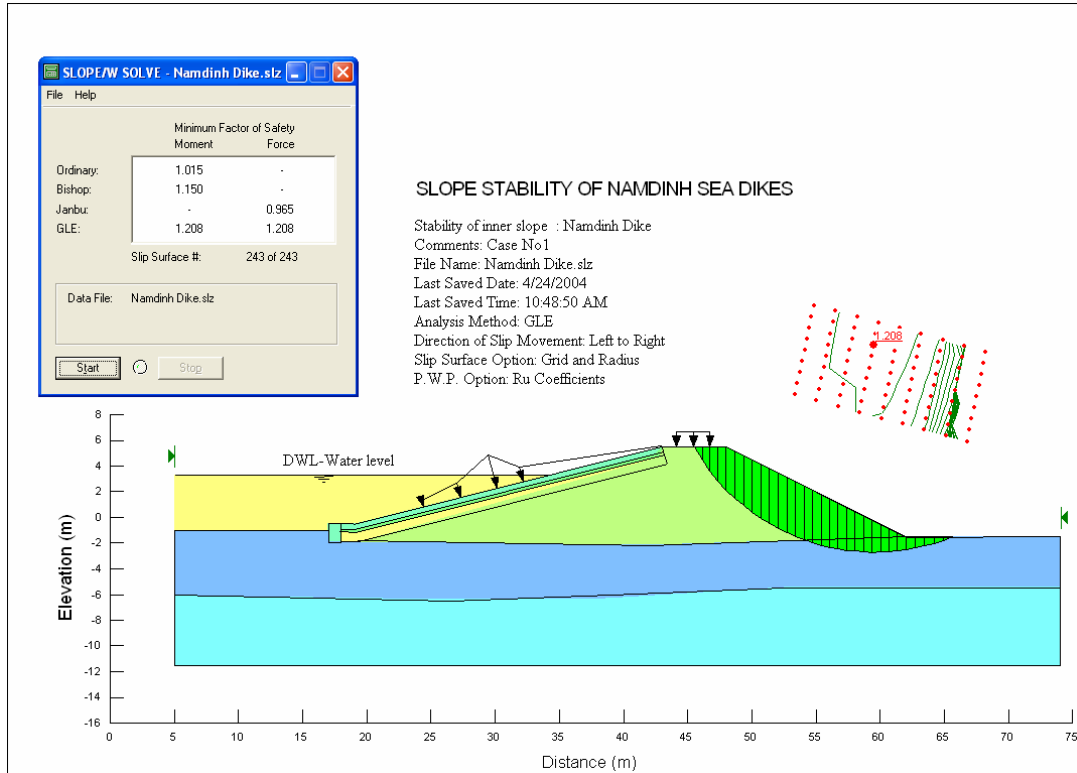 SLOPE/W SOLVE - Namdinh Dike.slz
File Help
Minimum Factor of Safety
Moment Force
Ordinary: 1.015 -
Bishop: 1.150 -
Janbu: - 0.965
GLE: 1.208 1.208
Slip Surface #: 243 of 243
Data File: Namdinh Dike.slz
Start Stop
SLOPE STABILITY OF NAMDINH SEA DIKES
Stability of inner slope : Namdinh Dike
Comments: Case No1
File Name: Namdinh Dike.slz
Last Saved Date: 4/24/2004
Last Saved Time: 10:48:50 AM
Analysis Method: GLE
Direction of Slip Movement: Left to Right
Slip Surface Option: Grid and Radius
P.W.P. Option: Ru Coefficients
1.208
DWL-Water level
Elevation (m)
8
6
4
2
0
-2
-4
-6
-8
-10
-12
-14
-16
0 5 10 15 20 25 30 35 40 45 50 55 60 65 70 75
Distance (m)